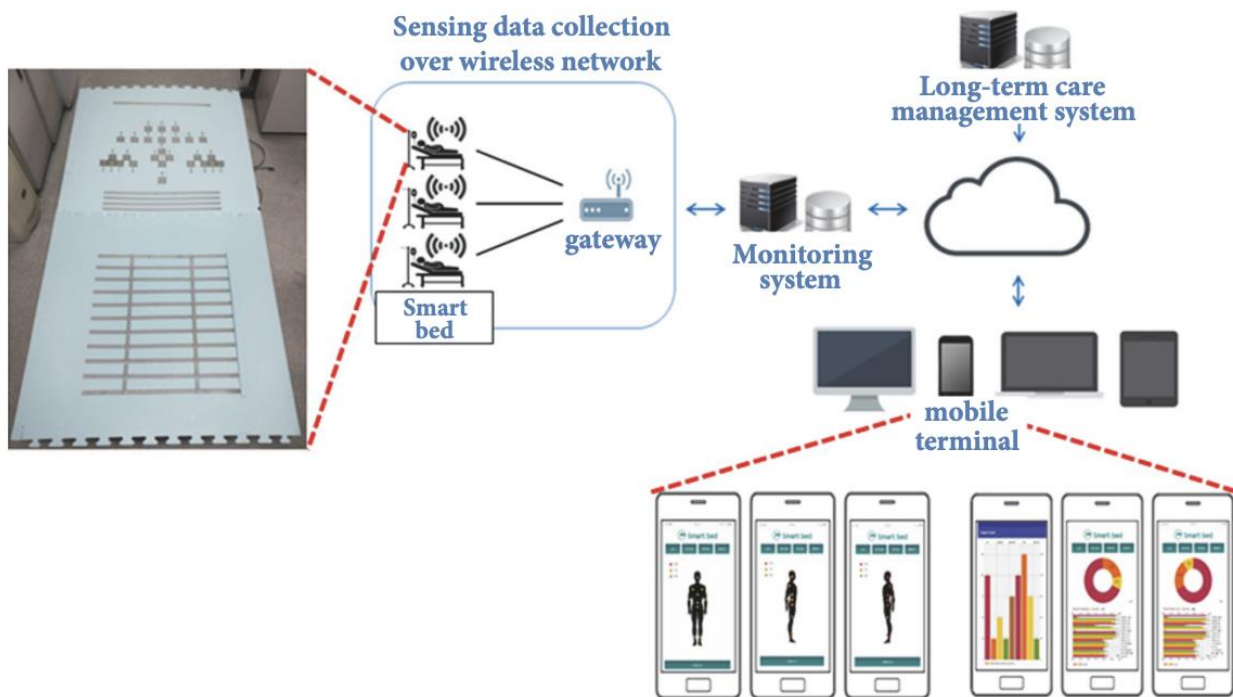 Sensing data collection
over wireless network
Long-term care
management system
gateway
Monitoring
system
Smart
bed
mobile
terminal
Smart bed
Smart bed
Smart bed
Smart bed
Smart bed